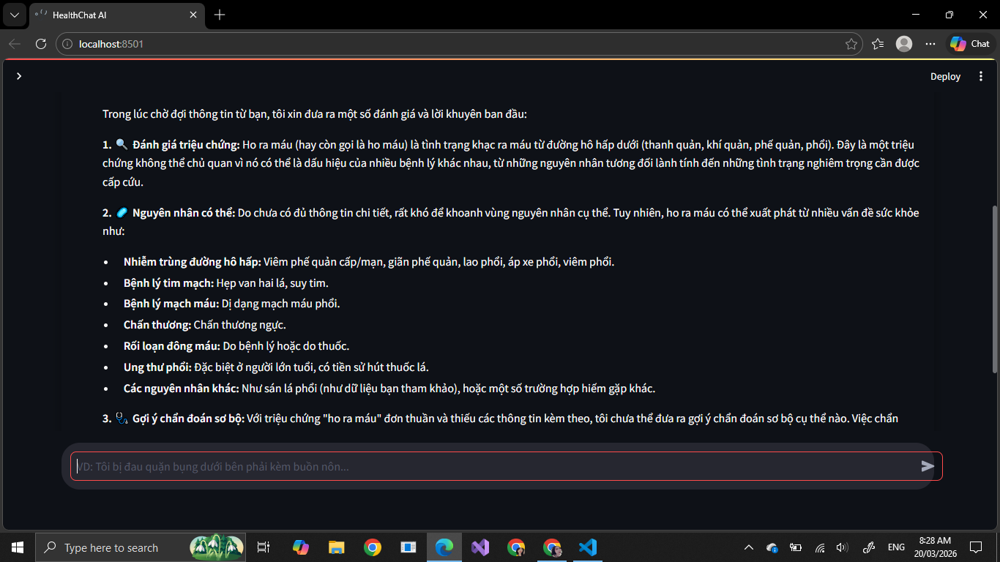 HealthChat AI
localhost:8501
Chat
Deploy
Trong lúc chờ đợi thông tin từ bạn, tôi xin đưa ra một số đánh giá và lời khuyên ban đầu:
1. 🔍 Đánh giá triệu chứng: Ho ra máu (hay còn gọi là ho máu) là tình trạng khạc ra máu từ đường hô hấp dưới (thanh quản, khí quản, phế quản, phổi). Đây là một triệu
chứng không thể chủ quan vì nó có thể là dấu hiệu của nhiều bệnh lý khác nhau, từ những nguyên nhân tương đối lành tính đến những tình trạng nghiêm trọng cần được
cấp cứu.
2. Nguyên nhân có thể: Do chưa có đủ thông tin chi tiết, rất khó để khoanh vùng nguyên nhân cụ thể. Tuy nhiên, ho ra máu có thể xuất phát từ nhiều vấn đề sức khỏe
như:
• Nhiễm trùng đường hô hấp: Viêm phế quản cấp/mạn, giãn phế quản, lao phổi, áp xe phổi, viêm phổi.
• Bệnh lý tim mạch: Hẹp van hai lá, suy tim.
• Bệnh lý mạch máu: Dị dạng mạch máu phổi.
• Chấn thương: Chấn thương ngực.
• Rối loạn đông máu: Do bệnh lý hoặc do thuốc.
• Ung thư phổi: Đặc biệt ở người lớn tuổi, có tiền sử hút thuốc lá.
• Các nguyên nhân khác: Như sán lá phổi (như dữ liệu bạn tham khảo), hoặc một số trường hợp hiếm gặp khác.
3. 🩺 Gợi ý chẩn đoán sơ bộ: Với triệu chứng "ho ra máu" đơn thuần và thiếu các thông tin kèm theo, tôi chưa thể đưa ra gợi ý chẩn đoán sơ bộ cụ thể nào. Việc chẩn
VD: Tôi bị đau quặn bụng dưới bên phải kèm buồn nôn...
Type here to search
ENG
8:28 AM
20/03/2026